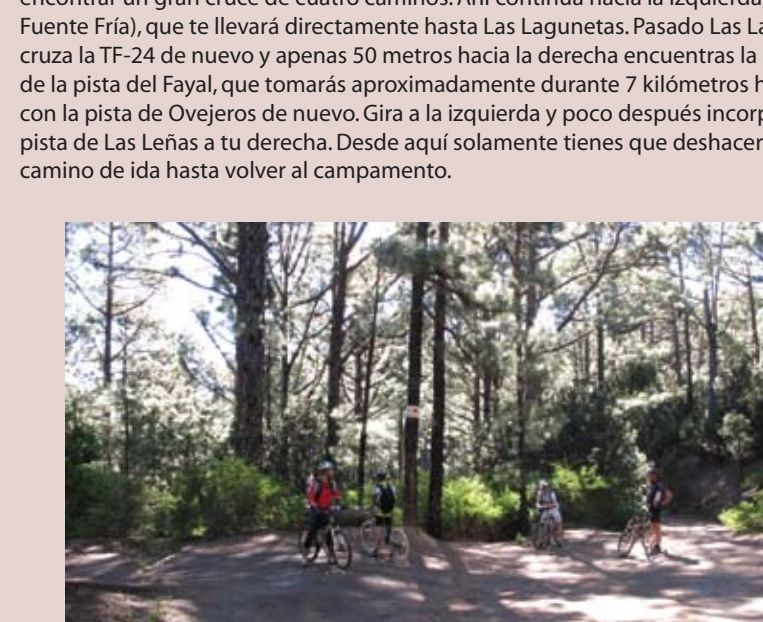 encontrar un gran cruce de cuatro caminos. Ahí continúa hacia la izquierda
Fuente Fría), que te llevará directamente hasta Las Lagunetas. Pasado Las La
cruza la TF-24 de nuevo y apenas 50 metros hacia la derecha encuentras la
de la pista del Fayal, que tomarás aproximadamente durante 7 kilómetros h
con la pista de Ovejeros de nuevo. Gira a la izquierda y poco después incorp
pista de Las Leñas a tu derecha. Desde aquí solamente tienes que deshacer
camino de ida hasta volver al campamento.